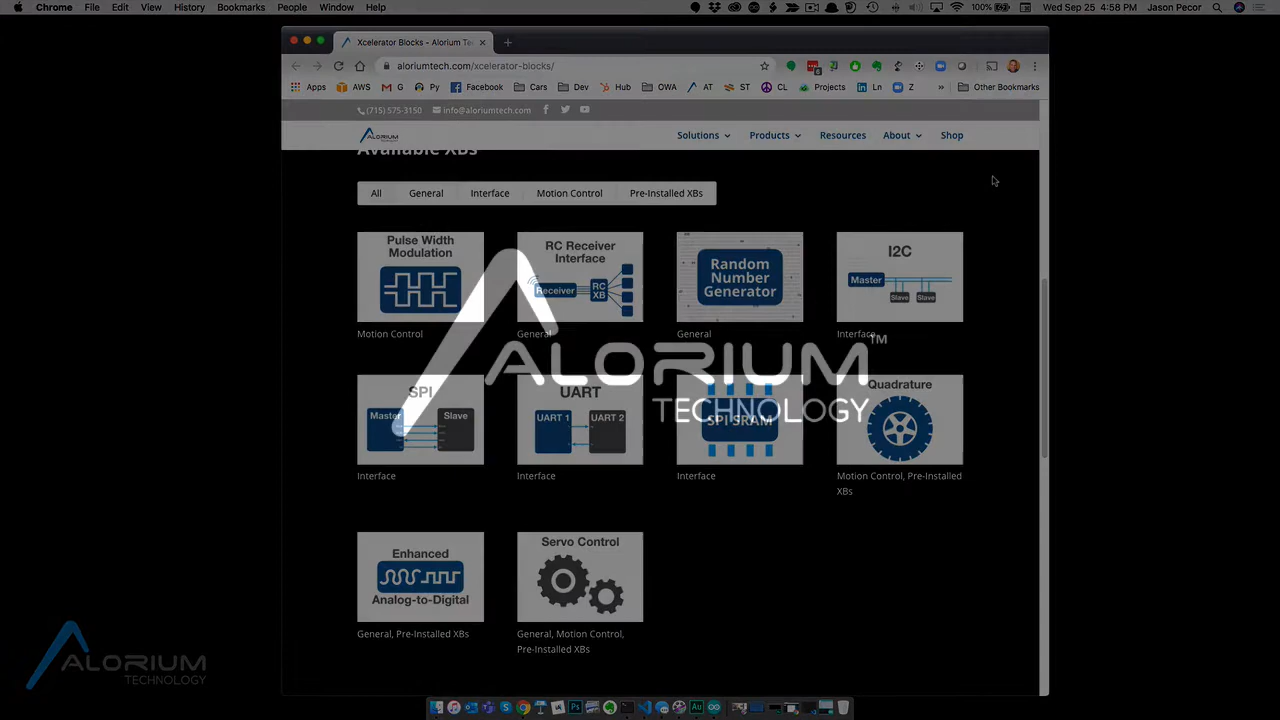 Chrome File Edit View History Bookmarks People Window Help 100% Wed Sep 25 4:58 PM Jason Pecor
Xcelerator Blocks - Alorium Te
aloriumtech.com/xcelerator-blocks/
Apps AWS G Py Facebook Cars Dev Hub OWA AT ST CL Projects Ln Z » Other Bookmarks
(715) 575-3150 info@aloriumtech.com
ALORIUM Solutions Products Resources About Shop
Available XBs
All General Interface Motion Control Pre-Installed XBs
Pulse Width
Modulation
Motion Control
RC Receiver
Interface
Receiver
RC
XB
General
Random
Number
Generator
General
I2C
Master
Slave Slave
Interface
ALORIUM™
TECHNOLOGY
SPI
Master Slave
Interface
UART
UART 1 UART 2
Interface
SPI SRAM
Interface
Quadrature
Motion Control, Pre-Installed
XBs
Enhanced
Analog-to-Digital
General, Pre-Installed XBs
Servo Control
General, Motion Control,
Pre-Installed XBs
ALORIUM
TECHNOLOGY
Ps
Au